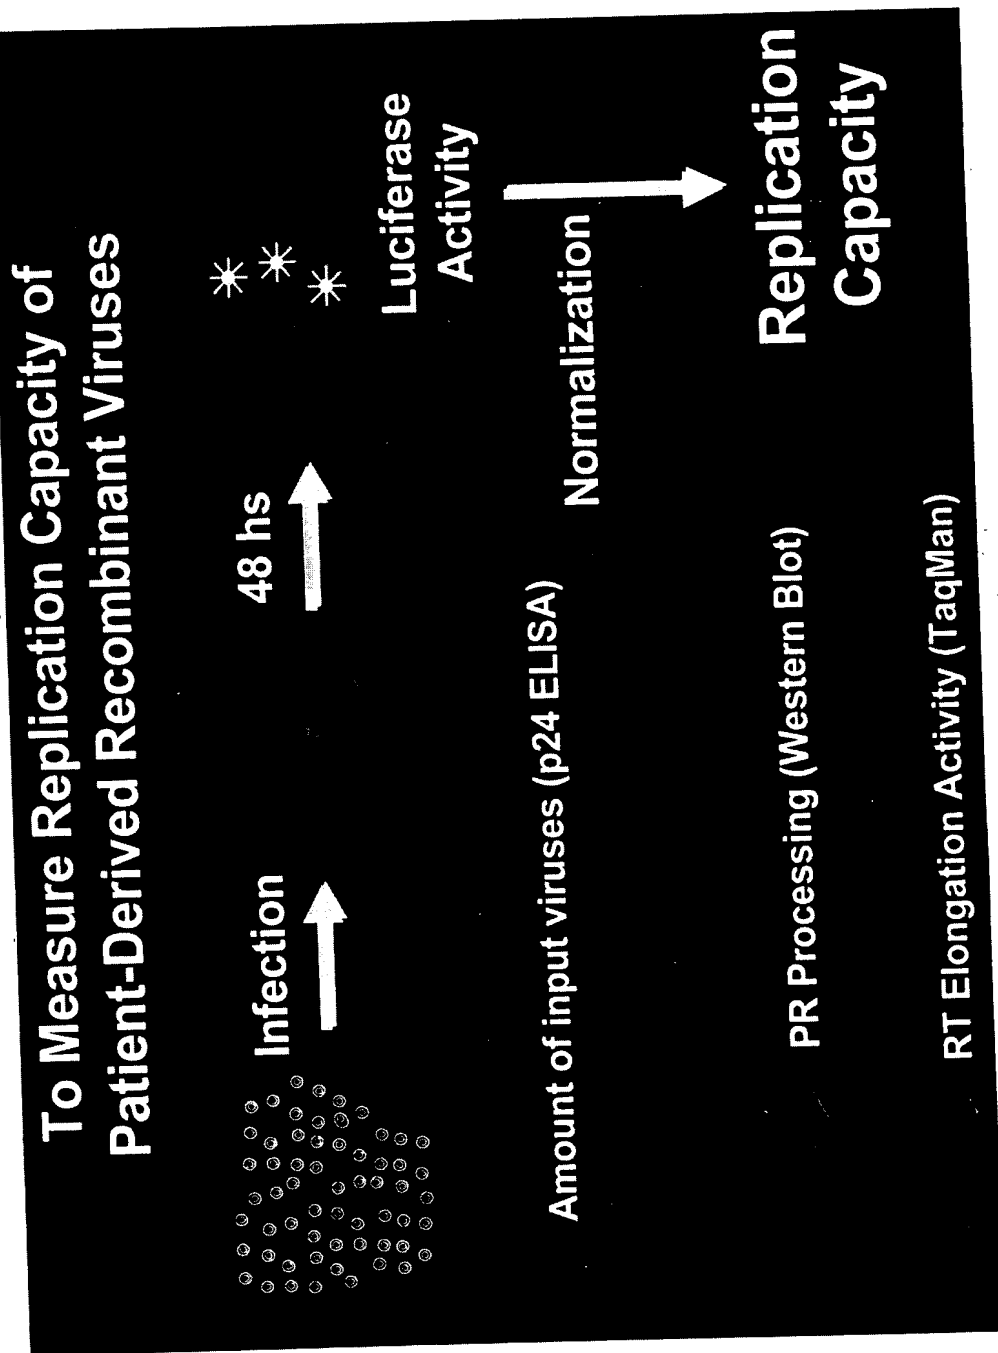 To Measure Replication Capacity of
Patient-Derived Recombinant Viruses
Infection
48 hs
Luciferase
Activity
Amount of input viruses (p24 ELISA)
Normalization
PR Processing (Western Blot)
Replication
Capacity
RT Elongation Activity (TaqMan)